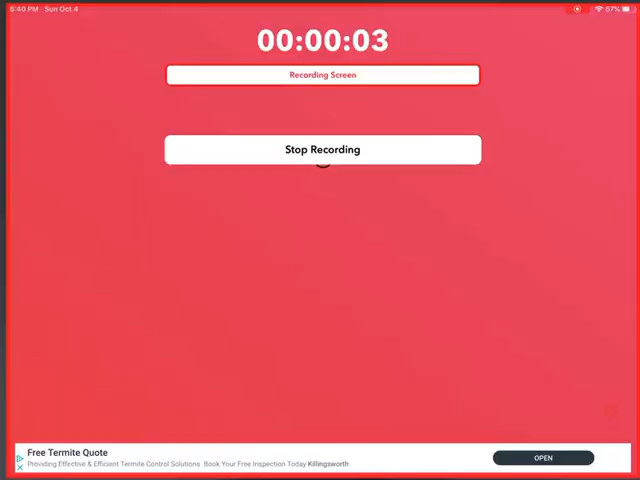 6:40 PM Sun Oct 4
57%
00:00:03
Recording Screen
Stop Recording
Free Termite Quote
Providing Effective & Efficient Termite Control Solutions Book Your Free Inspection Today Killingsworth
OPEN